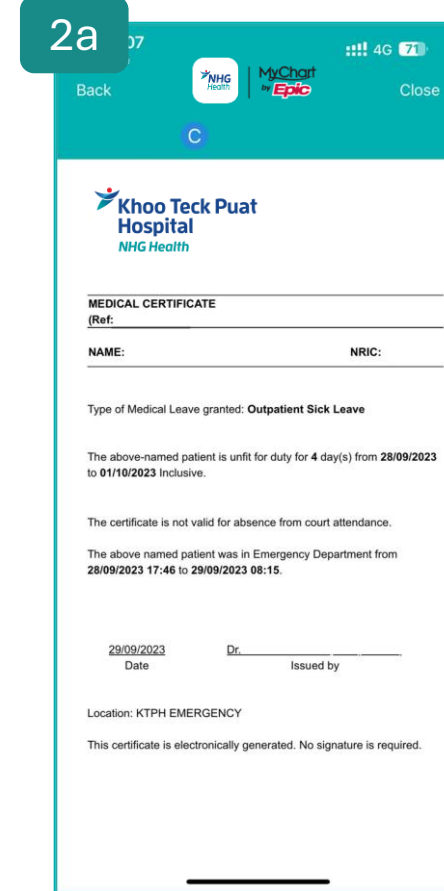 2a
07
4G 71
Back
NHG
Health
MyChart
by Epic
Close
C
Khoo Teck Puat
Hospital
NHG Health
MEDICAL CERTIFICATE
(Ref:
NAME: NRIC:
Type of Medical Leave granted: Outpatient Sick Leave
The above-named patient is unfit for duty for 4 day(s) from 28/09/2023
to 01/10/2023 Inclusive.
The certificate is not valid for absence from court attendance.
The above named patient was in Emergency Department from
28/09/2023 17:46 to 29/09/2023 08:15.
29/09/2023 Dr.
Date Issued by
Location: KTPH EMERGENCY
This certificate is electronically generated. No signature is required.